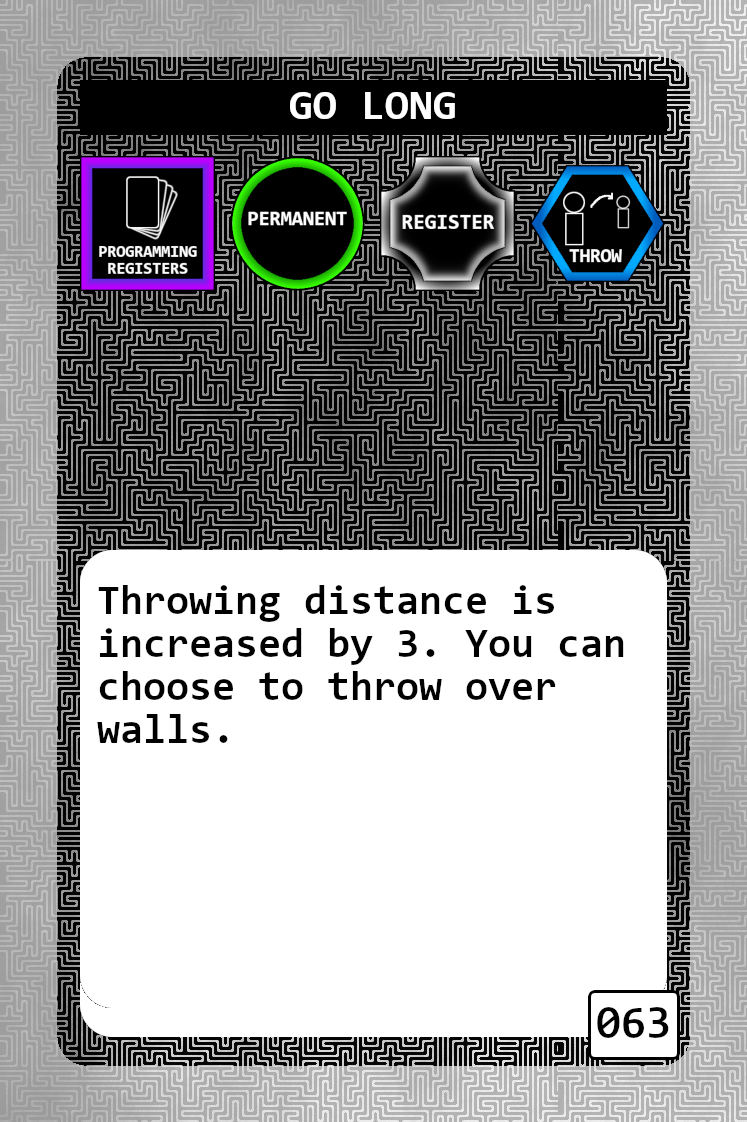 GO LONG
PROGRAMMING
REGISTERS
PERMANENT
REGISTER
THROW
Throwing distance is
increased by 3. You can
choose to throw over
walls.
063